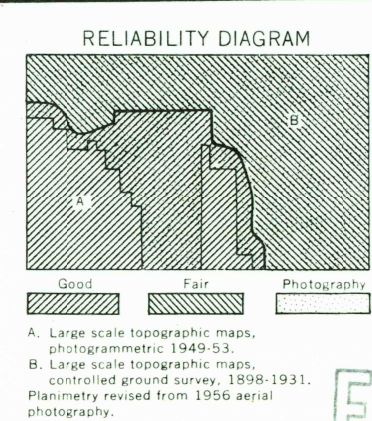 RELIABILITY DIAGRAM
B
A
Good Fair Photography
A. Large scale topographic maps,
photogrammetric 1949-53.
B. Large scale topographic maps,
controlled ground survey, 1898-1931.
Planimetry revised from 1956 aerial
photography.